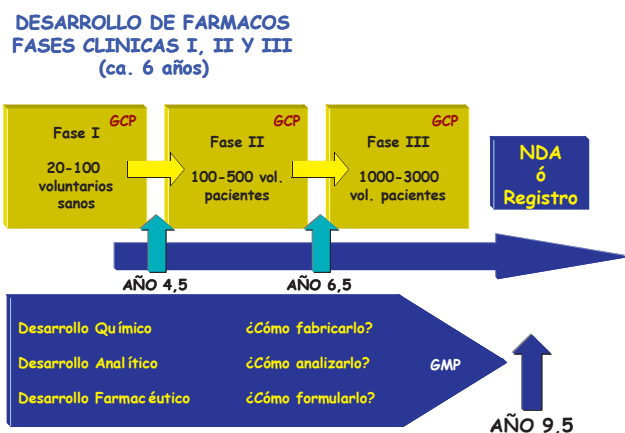 DESARROLLO DE FARMACOS
FASES CLINICAS I, II Y III
(ca. 6 años)
GCP
Fase I
20-100
voluntarios
sanos
GCP
Fase II
100-500 vol.
pacientes
GCP
Fase III
1000-3000
vol. pacientes
NDA
ó
Registro
AÑO 4,5
AÑO 6,5
Desarrollo Químico ¿Cómo fabricarlo?
Desarrollo Analítico ¿Cómo analizarlo?
GMP
Desarrollo Farmacéutico ¿Cómo formularlo?
AÑO 9.5